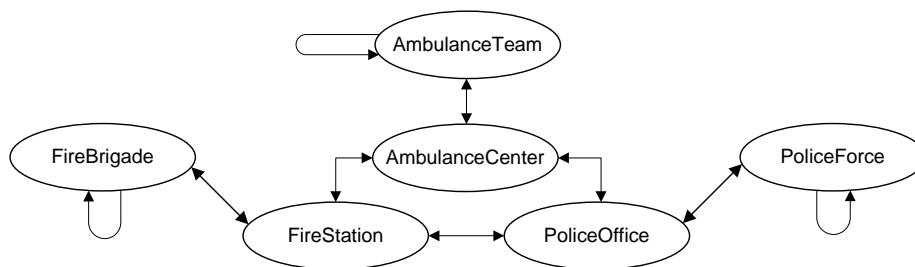 AmbulanceTeam
FireBrigade
AmbulanceCenter
PoliceForce
FireStation
PoliceOffice